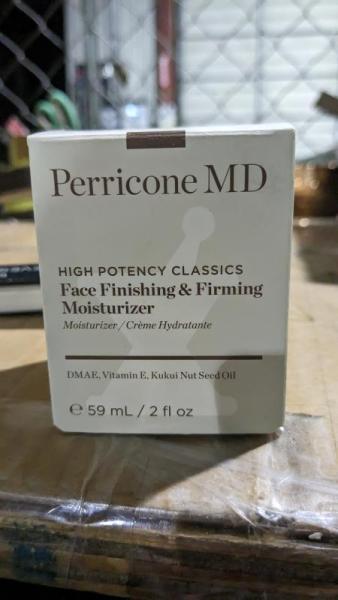 Perricone MD
HIGH POTENCY CLASSICS
Face Finishing & Firming
Moisturizer
Moisturizer / Crème Hydratante
DMAE, Vitamin E, Kukui Nut Seed Oil
℮ 59 mL / 2 fl oz